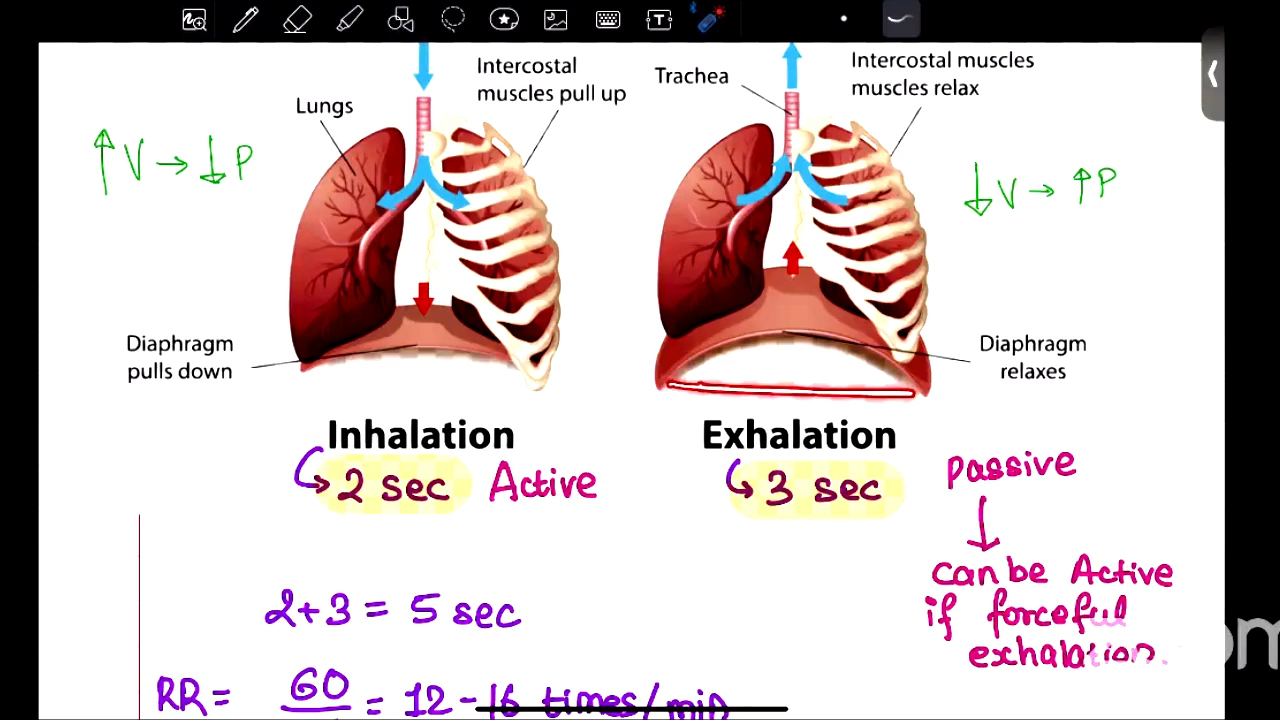 Intercostal
muscles pull up
Lungs
↑V → ↓P
Diaphragm
pulls down
Inhalation
2 sec Active
Trachea
Intercostal muscles
muscles relax
↓V → ↑P
Diaphragm
relaxes
Exhalation
3 sec
passive
↓
can be Active
if forceful
exhalation.
2+3 = 5 sec
RR = 60 = 12 - 16 times/min